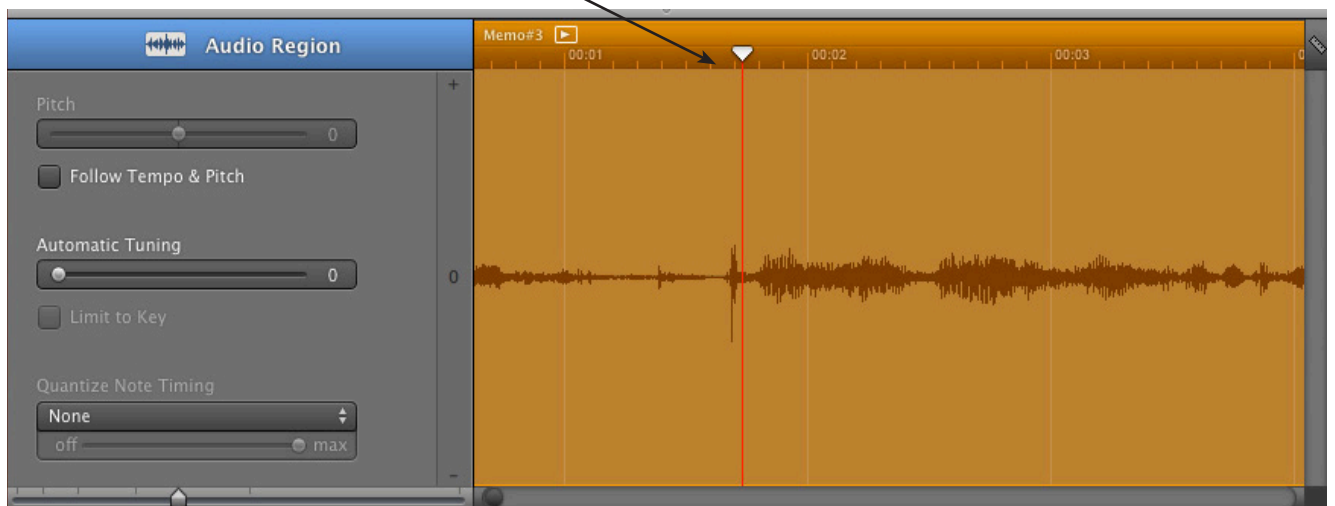 Audio Region
Memo#3
00:01 00:02 00:03 0
+
Pitch
0
Follow Tempo & Pitch
Automatic Tuning
0
0
Limit to Key
Quantize Note Timing
None
off max
-